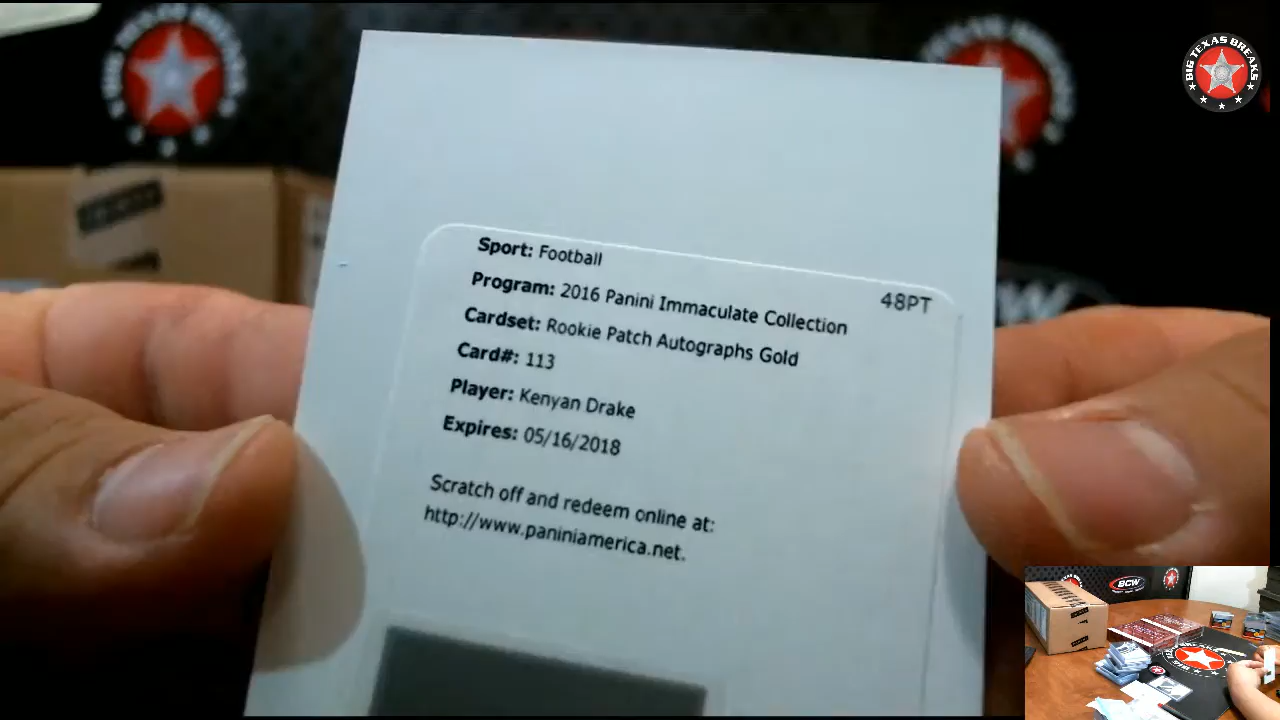 BIG TEXAS BREAKS
Sport: Football
48PT
Program: 2016 Panini Immaculate Collection
Cardset: Rookie Patch Autographs Gold
Card#: 113
Player: Kenyan Drake
Expires: 05/16/2018
Scratch off and redeem online at:
http://www.paniniamerica.net.
BCW